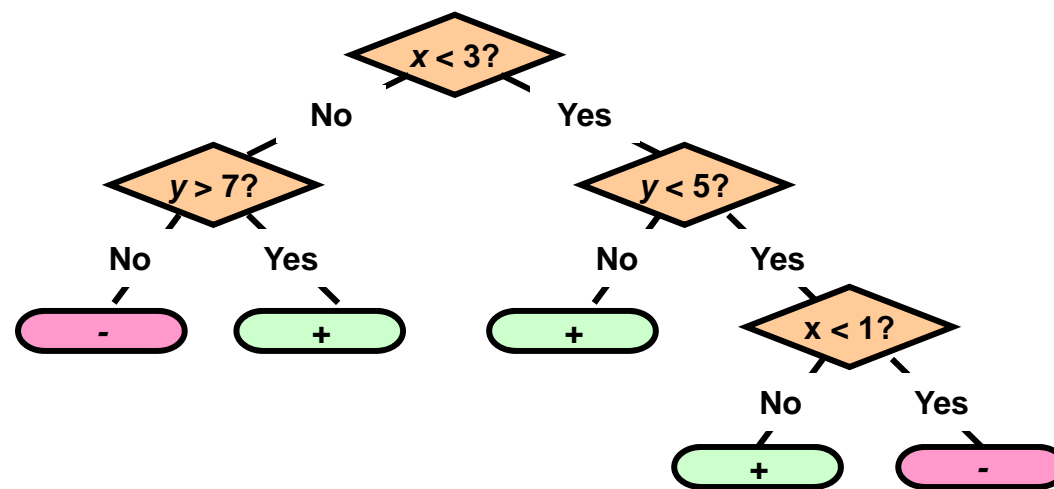 x < 3?
No
Yes
y > 7?
y < 5?
No
Yes
No
Yes
-
+
+
x < 1?
No
Yes
+
-